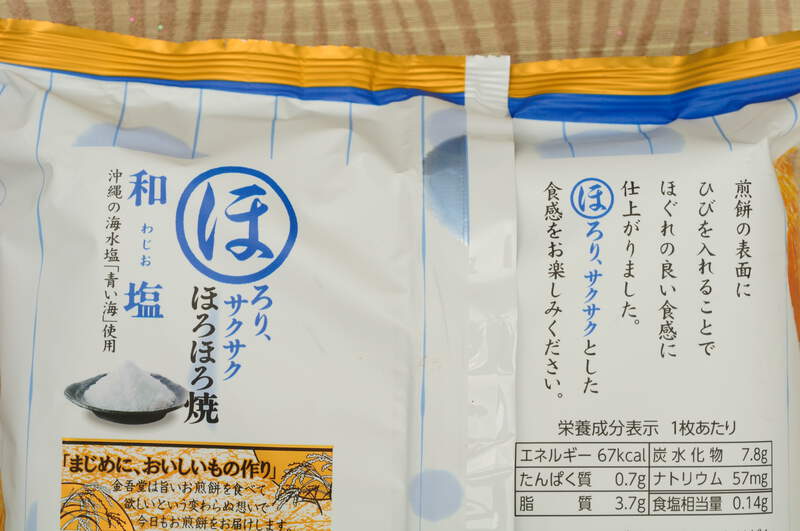 煎餅の表面に
ひびを入れることで
ほぐれの良い食感に
仕上がりました。
ほろり、サクサクとした
食感をお楽しみください。
栄養成分表示 1枚あたり
エネルギー 67kcal 炭水化物 7.8g
たんぱく質 0.7g ナトリウム 57mg
脂質 3.7g 食塩相当量 0.14g
ほろり、
サクサク
ほろほろ焼
和塩
わじお
沖縄の海水塩「青い海」使用
「まじめに、おいしいもの作り」
金吾堂は旨いお煎餅を食べて
欲しいという変わらぬ想いで
今日もお煎餅をお届けします。